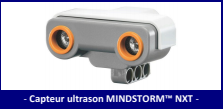 - Capteur ultrason MINDSTORM™ NXT -